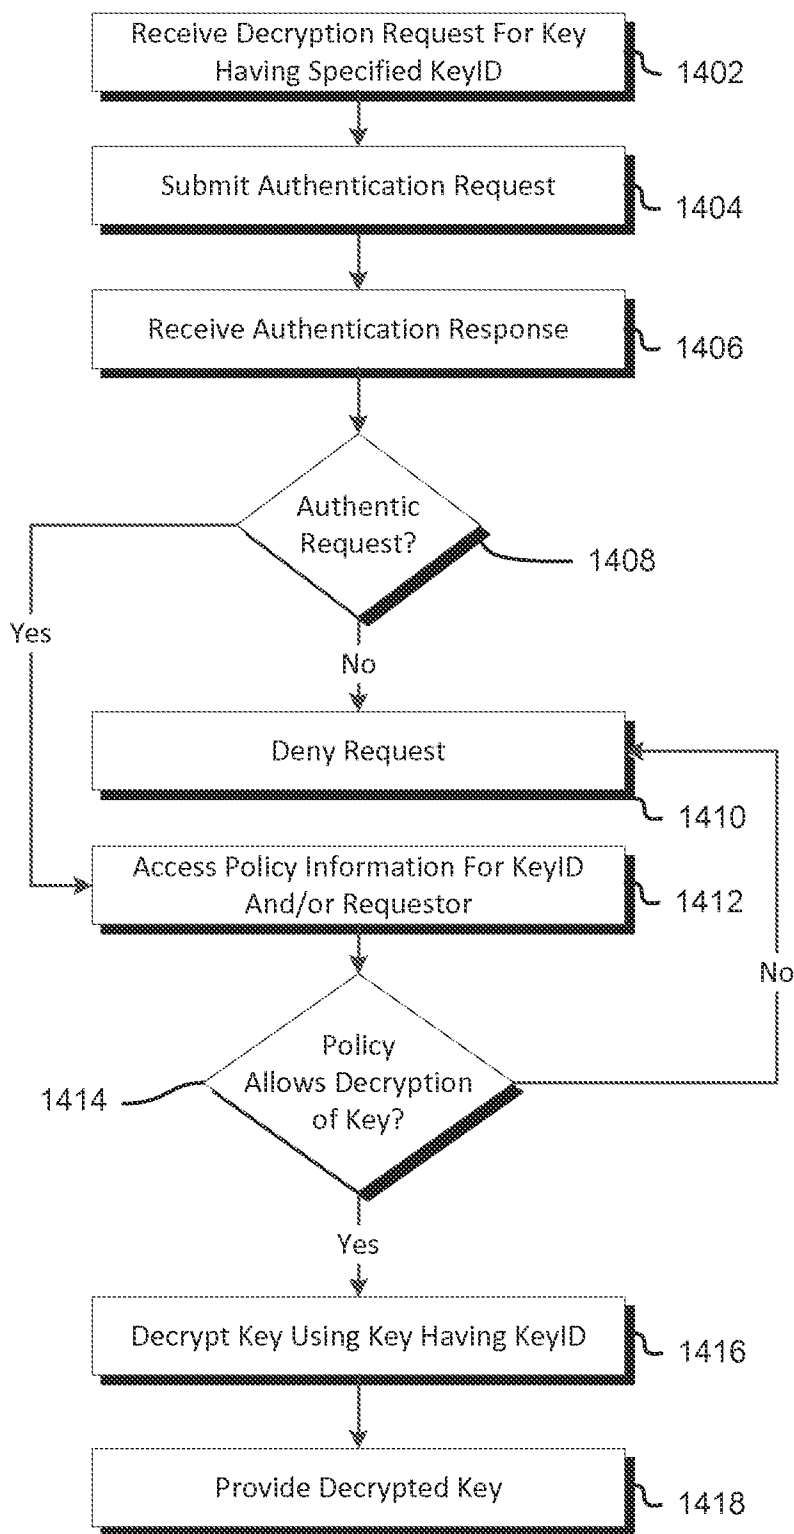 Receive Decryption Request For Key
Having Specified KeyID
1402
Submit Authentication Request
1404
Receive Authentication Response
1406
Authentic
Request?
1408
Yes
No
Deny Request
1410
Access Policy Information For KeyID
And/or Requestor
1412
No
Policy
Allows Decryption
of Key?
1414
Yes
Decrypt Key Using Key Having KeyID
1416
Provide Decrypted Key
1418